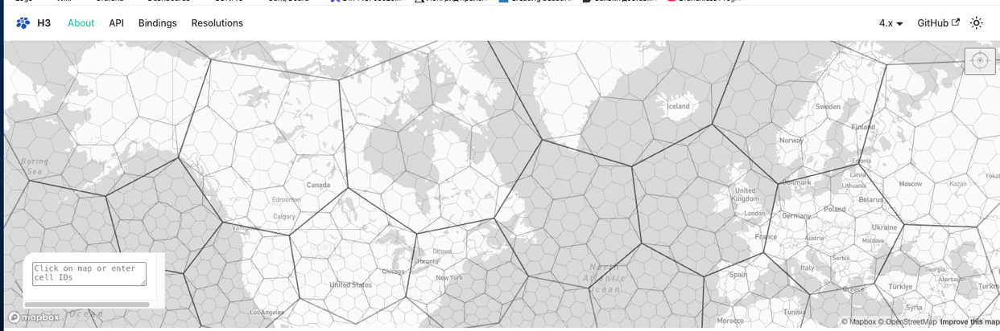 H3 About API Bindings Resolutions 4.x GitHub
Iceland
Sweden
Finland
Norway
Bering
Sea
Estonia
Latvia
Denmark
Lithuania
Moscow
Kazan
Canada
United
Kingdom
Edmonton
Belarus
Poland
London
Calgary
Germany
Vancouver
Ukraine
France
Austria
Moldova
Ottawa
Toronto
Serbia
North
Atlantic
Ocean
Click on map or enter
cell IDs
Chicago
New York
Spain
Italy
Georgia
Azerbaijan
United States
Greece
Türkiye
Syria
Los Angeles
Tunisia
Ocean
Morocco
mapbox
© Mapbox © OpenStreetMap Improve this map